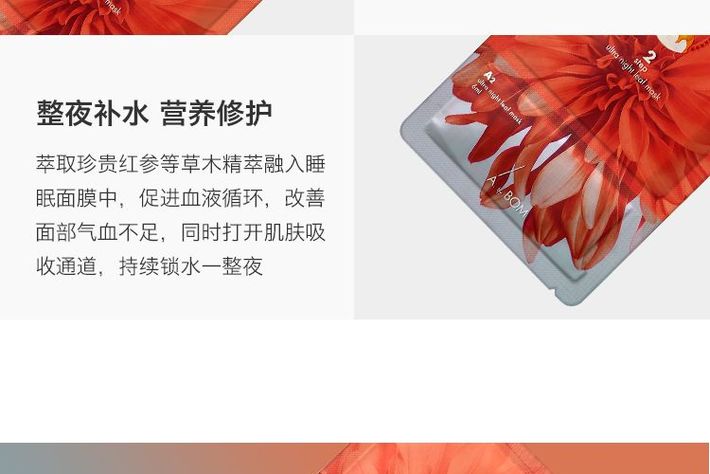 mask
整夜补水 营养修护
萃取珍贵红参等草木精萃融入睡
眠面膜中，促进血液循环，改善
面部气血不足，同时打开肌肤吸
收通道，持续锁水一整夜
2
step
ultra night leaf mask
A2
ultra night leaf mask
6ml
A by BOM